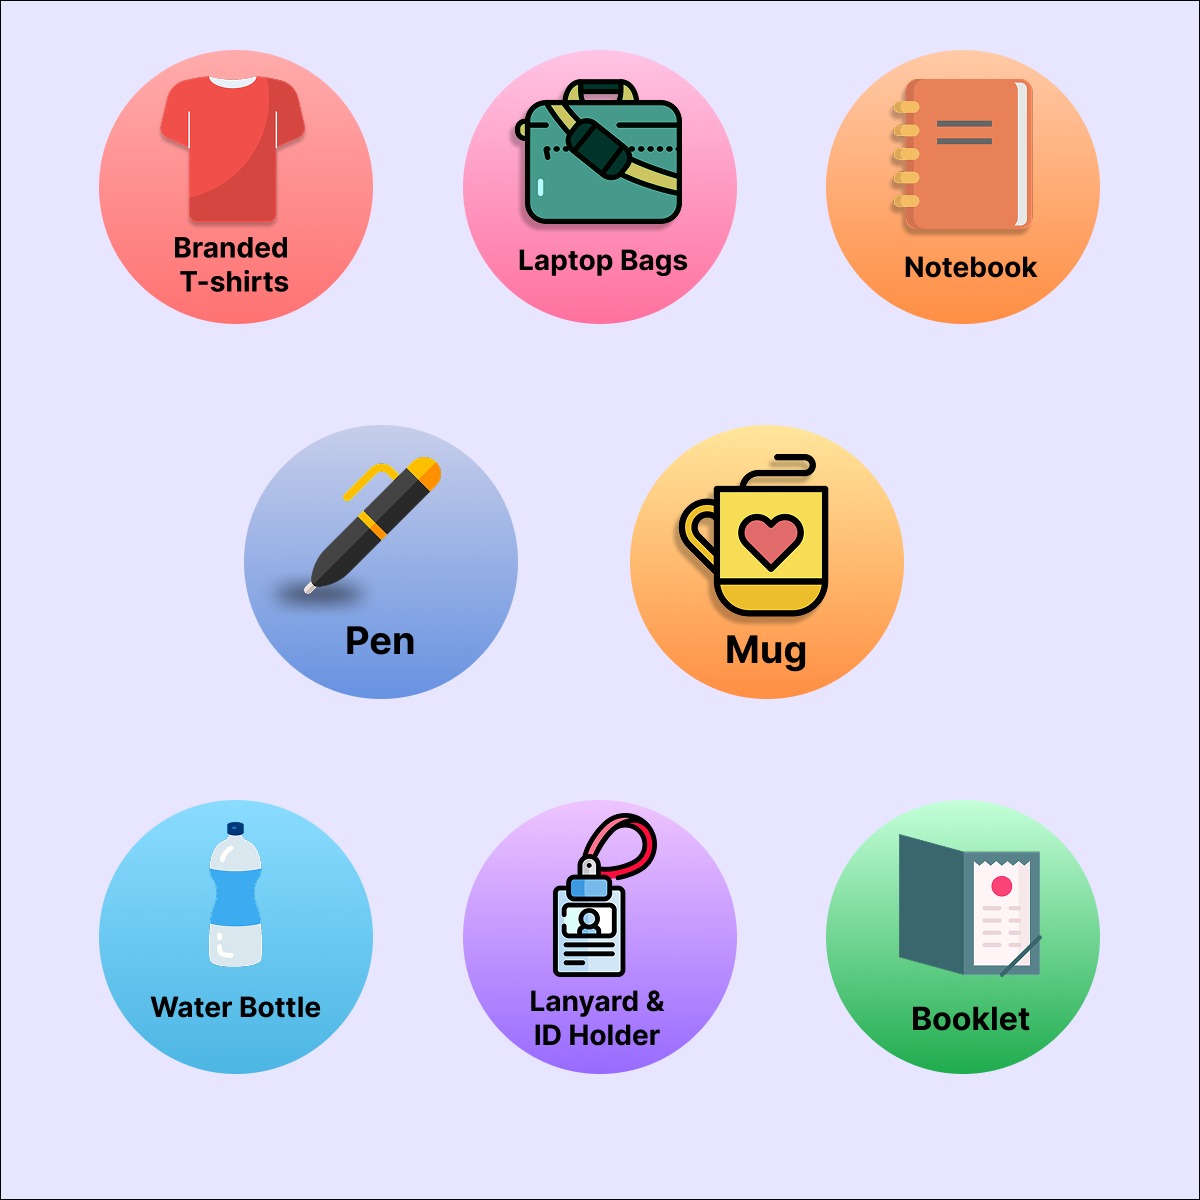 Branded
T-shirts
Laptop Bags
Notebook
Pen
Mug
Water Bottle
Lanyard &
ID Holder
Booklet